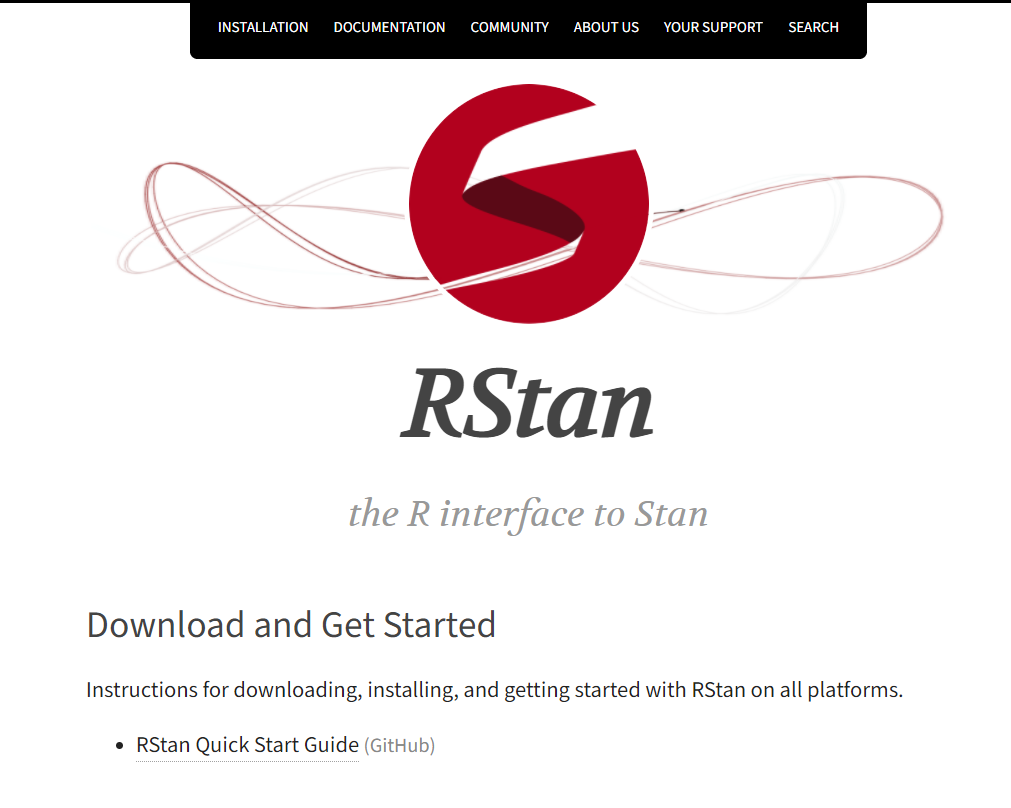 INSTALLATION DOCUMENTATION COMMUNITY ABOUT US YOUR SUPPORT SEARCH
RStan
the R interface to Stan
Download and Get Started
Instructions for downloading, installing, and getting started with RStan on all platforms.
• RStan Quick Start Guide (GitHub)